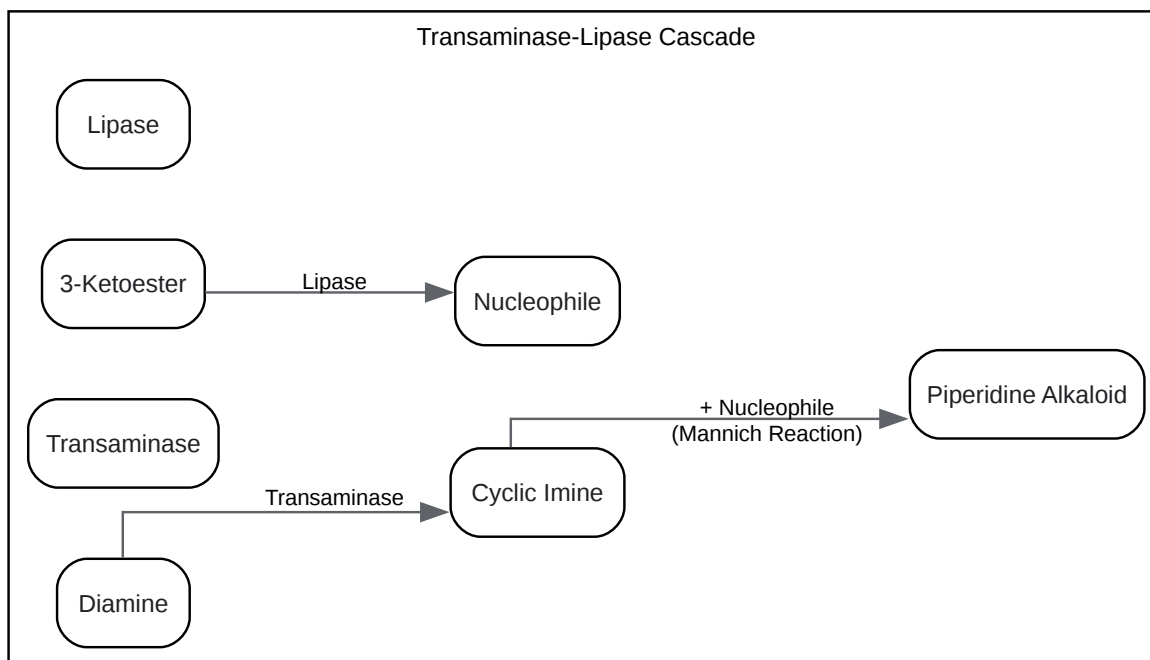 Transaminase-Lipase Cascade
Lipase
3-Ketoester
Lipase
Nucleophile
Piperidine Alkaloid
+ Nucleophile
(Mannich Reaction)
Transaminase
Transaminase
Cyclic Imine
Diamine